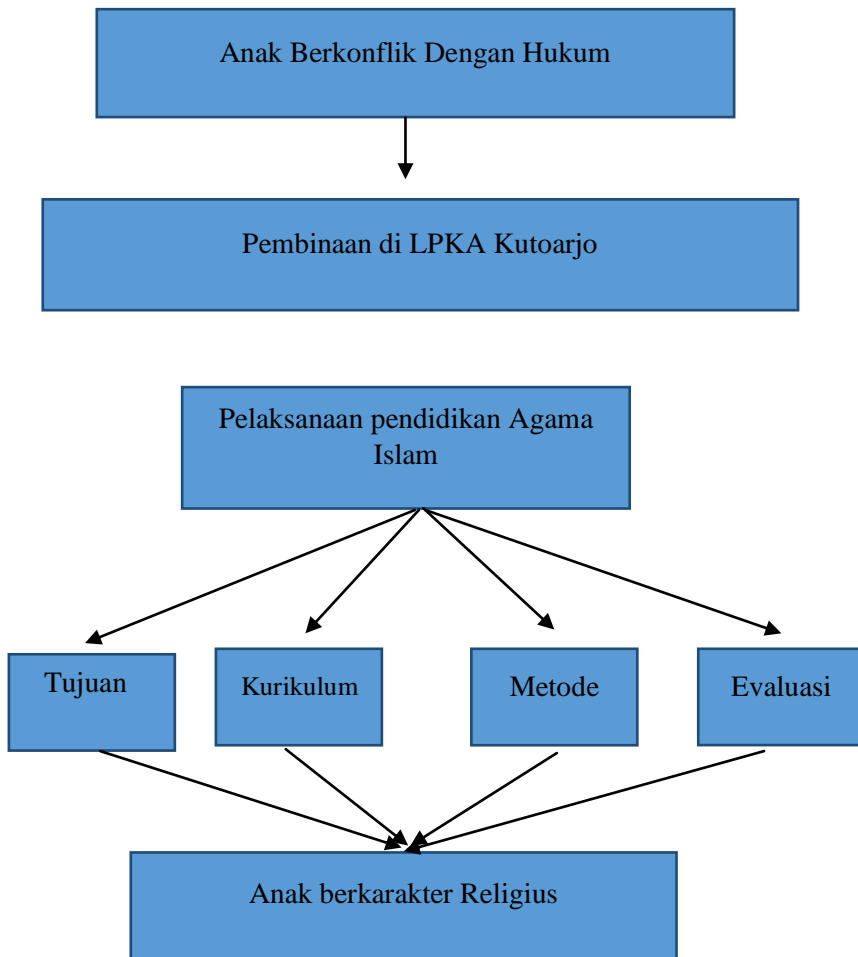 Anak Berkonflik Dengan Hukum
Pembinaan di LPKA Kutoarjo
Pelaksanaan pendidikan Agama
Islam
Tujuan
Kurikulum
Metode
Evaluasi
Anak berkarakter Religius